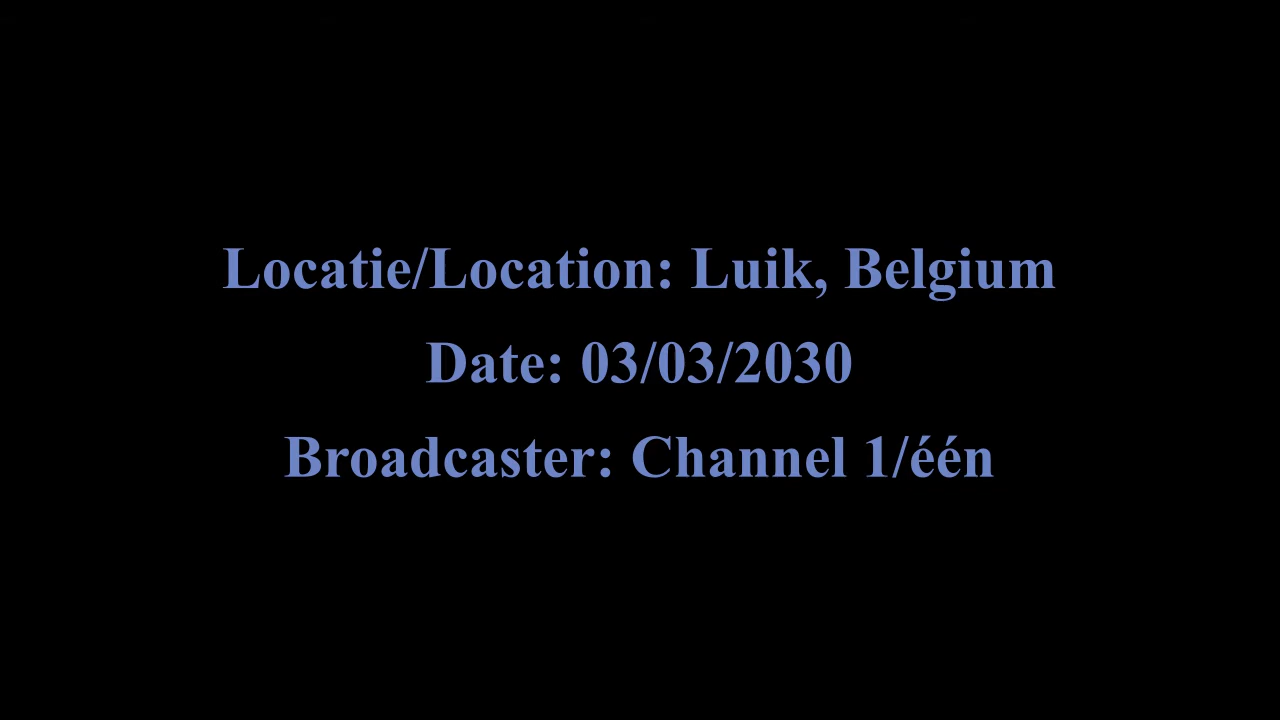 Locatie/Location: Luik, Belgium
Date: 03/03/2030
Broadcaster: Channel 1/één